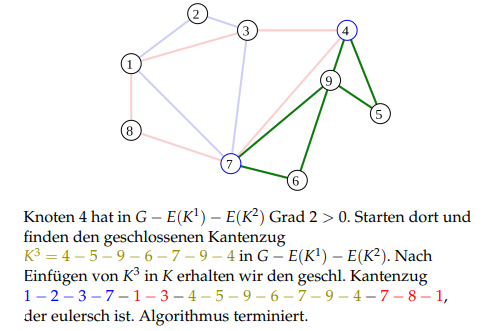 2
3
4
1
9
5
8
7
6
Knoten 4 hat in G − E(K¹) − E(K²) Grad 2 > 0. Starten dort und
finden den geschlossenen Kantenzug
K³ = 4 − 5 − 9 − 6 − 7 − 9 − 4 in G − E(K¹) − E(K²). Nach
Einfügen von K³ in K erhalten wir den geschl. Kantenzug
1 − 2 − 3 − 7 − 1 − 3 − 4 − 5 − 9 − 6 − 7 − 9 − 4 − 7 − 8 − 1,
der eulersch ist. Algorithmus terminiert.